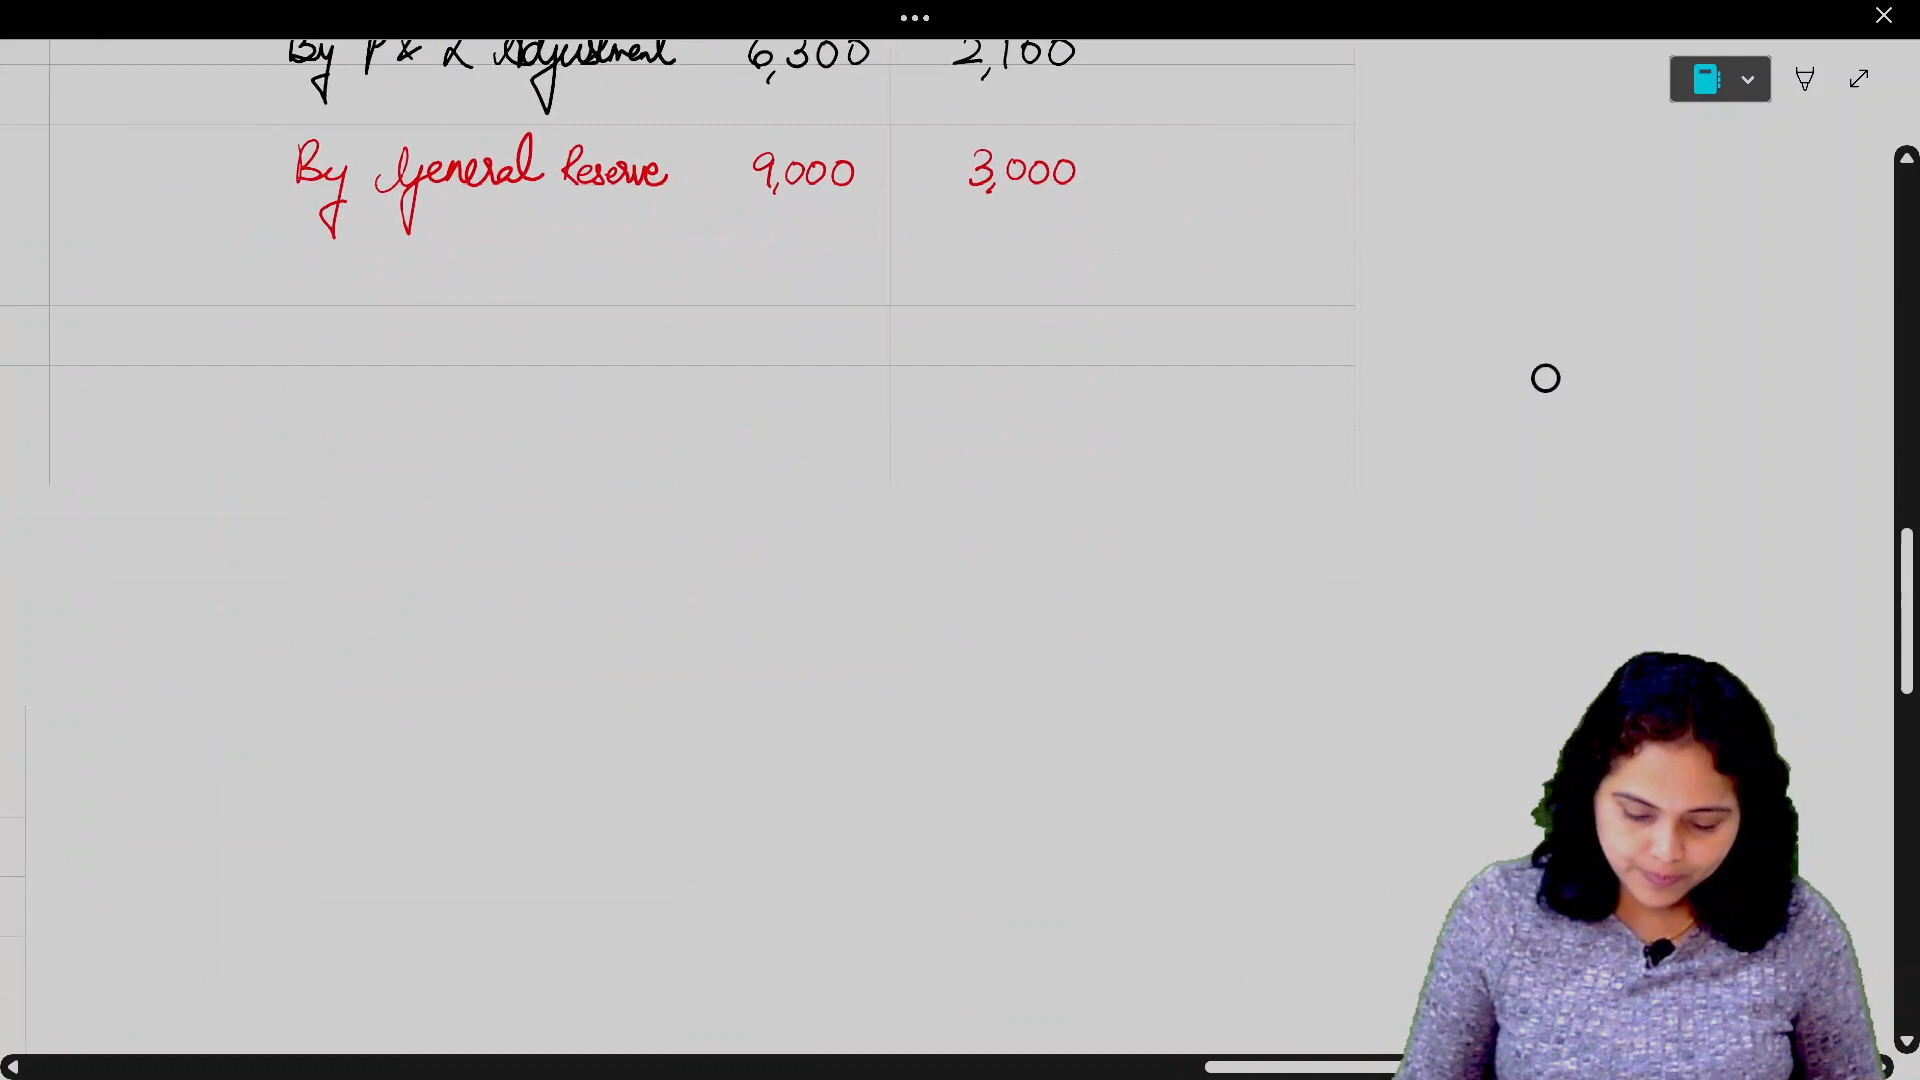 By P & L Adjustment 6,300 2,100
By General Reserve 9,000 3,000